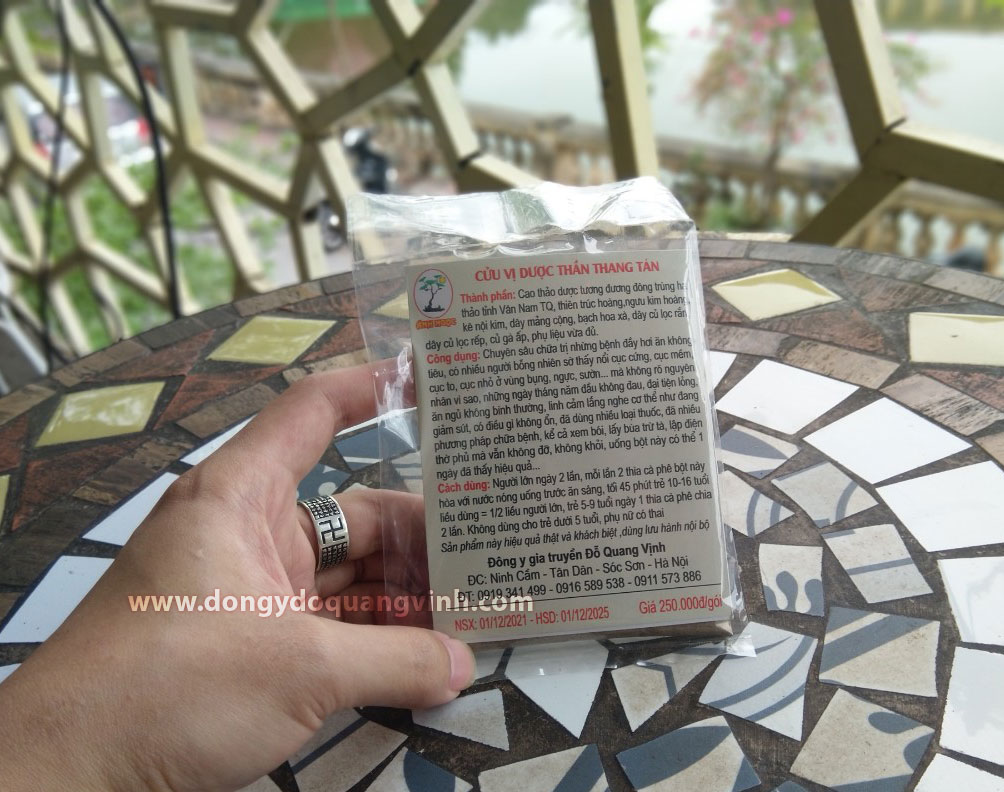 CỬU VỊ DƯỢC THẦN THANG TÁN
Thành phần: Cao thảo dược tương đương đông trùng hạ
thảo tỉnh Vân Nam TQ, thiên trúc hoàng,ngưu kim hoàng,
kê nội kim, dây mảng cộng, bạch hoa xà, dây củ lọc rắn
dây củ lọc rếp, củ gà ấp, phụ liệu vừa đủ.
Công dụng: Chuyên sâu chữa trị những bệnh đầy hơi ăn không
tiêu, có nhiều người bỗng nhiên sờ thấy nổi cục cứng, cục mềm,
cục to, cục nhỏ ở vùng bụng, ngực, sườn... mà không rõ nguyên
nhân vì sao, những ngày tháng năm đầu không đau, đại tiện lỏng,
ăn ngủ không bình thường, linh cảm lắng nghe cơ thể như đang
giảm sút, có điều gì không ổn, đã dùng nhiều loại thuốc, đã nhiều
phương pháp chữa bệnh, kể cả xem bói, lấy bùa trừ tà, lập điện
thờ phủ mà vẫn không đỡ, không khỏi, uống bột này có thể 1
ngày đã thấy hiệu quả...
Cách dùng: Người lớn ngày 2 lần, mỗi lần 2 thìa cà phê bột này
hòa với nước nóng uống trước ăn sáng, tối 45 phút trẻ 10-16 tuổi
liều dùng = 1/2 liều người lớn, trẻ 5-9 tuổi ngày 1 thìa cà phê chia
2 lần. Không dùng cho trẻ dưới 5 tuổi, phụ nữ có thai
Sản phẩm này hiệu quả thật và khách biệt ,dùng lưu hành nội bộ
Đông y gia truyền Đỗ Quang Vịnh
ĐC: Ninh Cầm - Tân Dân - Sóc Sơn - Hà Nội
ĐT: 0919 341 499 - 0916 589 538 - 0911 573 886
www.dongydoquangvinh.com
NSX: 01/12/2021 - HSD: 01/12/2025 Giá 250.000đ/gói